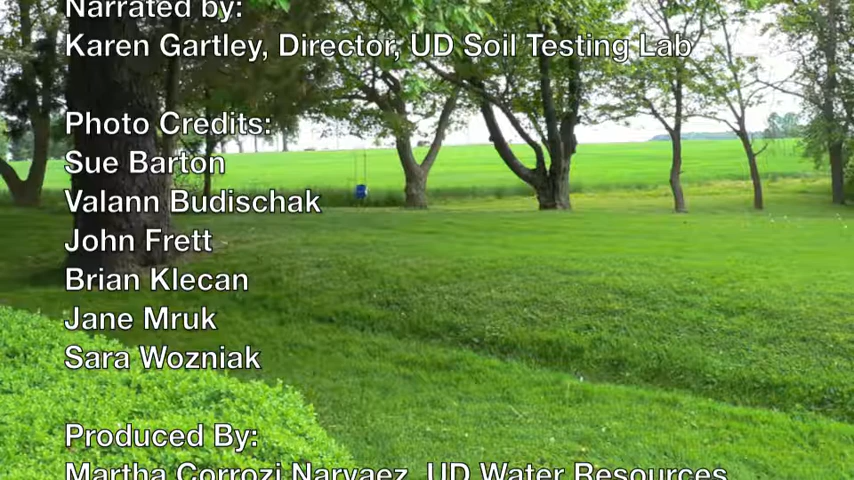 Narrated by:
Karen Gartley, Director, UD Soil Testing Lab
Photo Credits:
Sue Barton
Valann Budischak
John Frett
Brian Klecan
Jane Mruk
Sara Wozniak
Produced By:
Martha Corrozi Narvaez, UD Water Resources